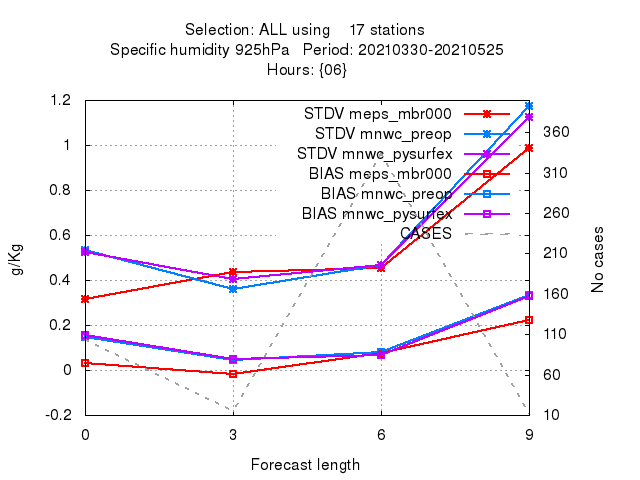 Selection: ALL using    17 stations
Specific humidity 925hPa   Period: 20210330-20210525
Hours: {06}
STDV meps_mbr000
STDV mnwc_preop
STDV mnwc_pysurfex
BIAS meps_mbr000
BIAS mnwc_preop
BIAS mnwc_pysurfex
CASES
1.2
1
0.8
0.6
0.4
0.2
0
-0.2
g/Kg
360
310
260
210
160
110
60
10
No cases
0 3 6 9
Forecast length